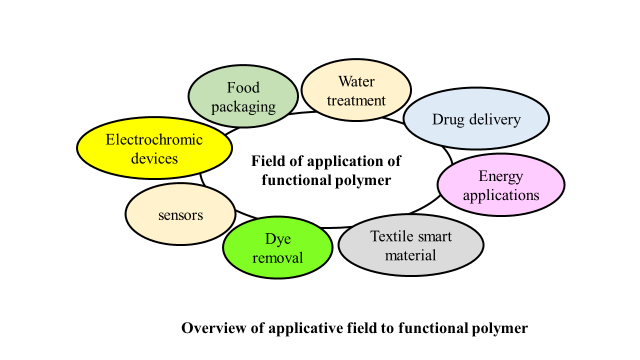 Food
packaging
Water
treatment
Drug delivery
Electrochromic
devices
Field of application of
functional polymer
Energy
applications
sensors
Dye
removal
Textile smart
material
Overview of applicative field to functional polymer